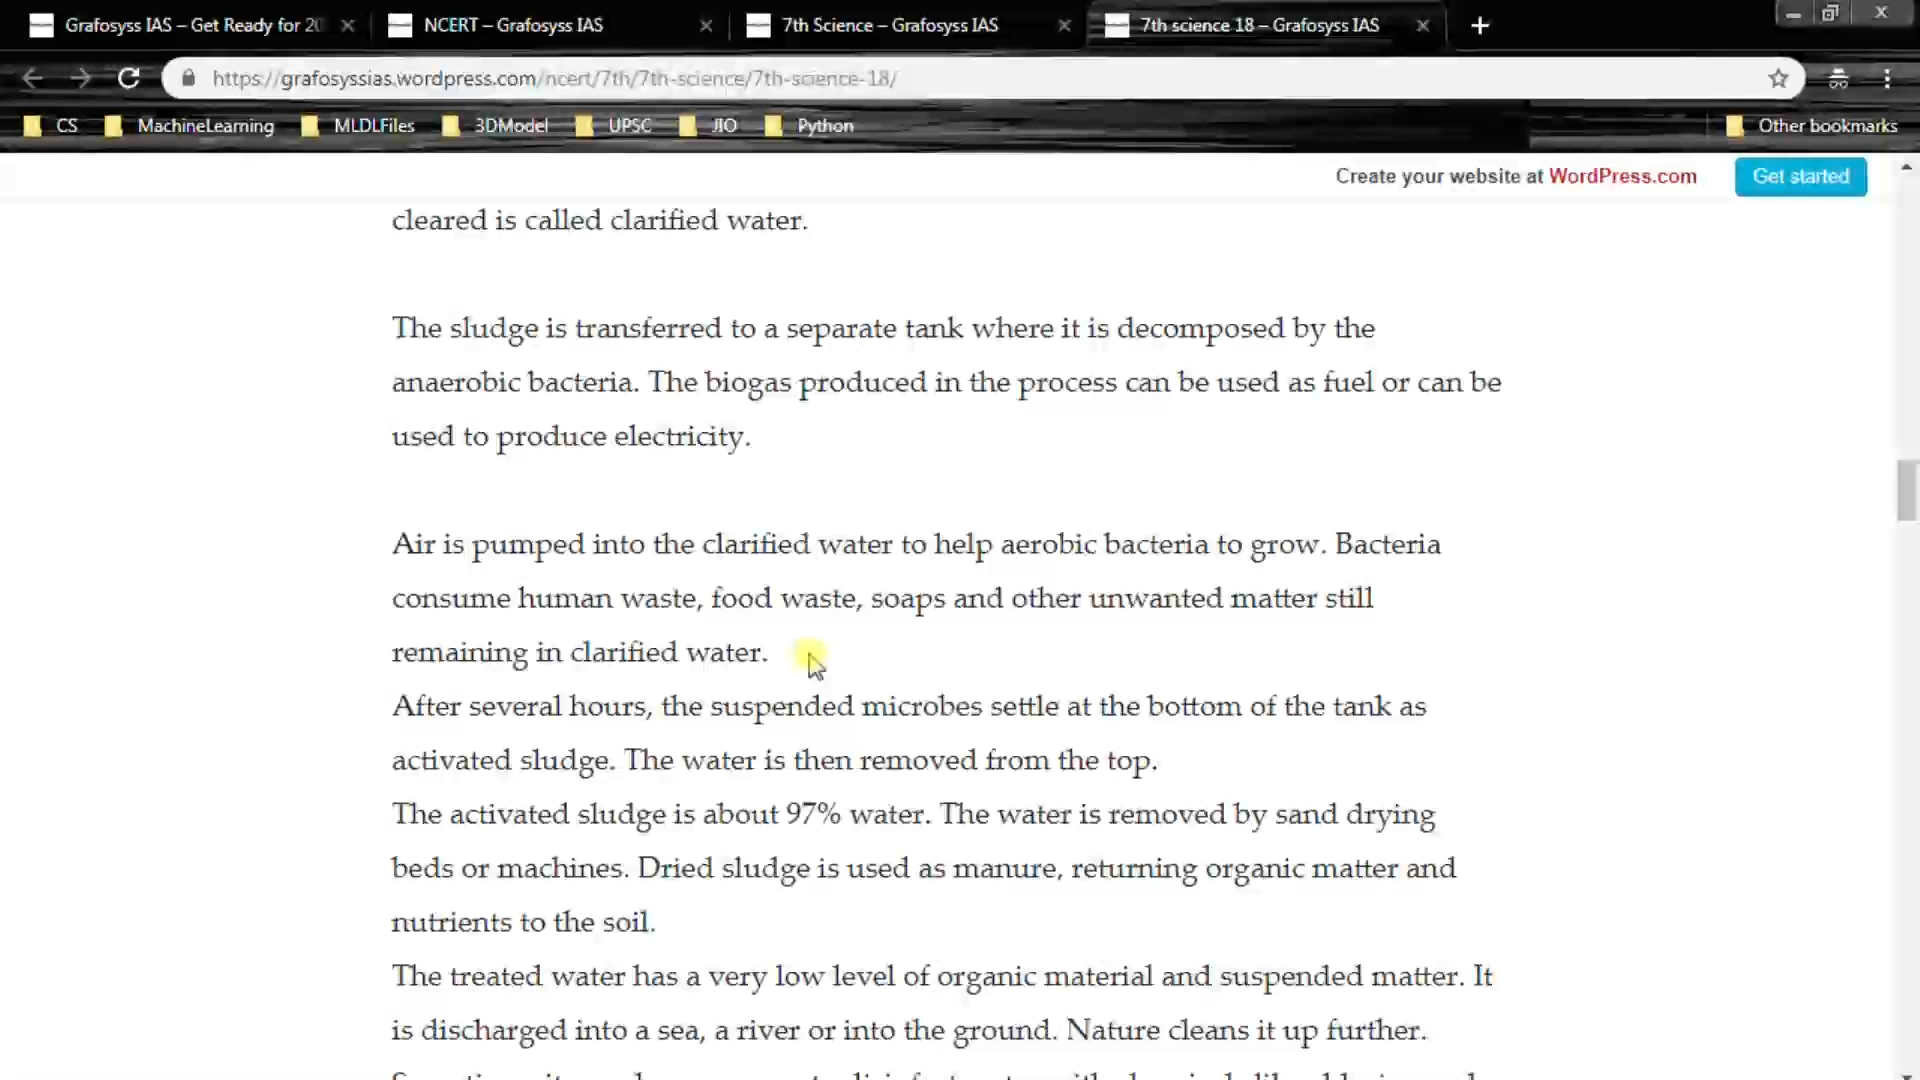 Grafosyss IAS – Get Ready for 20
NCERT – Grafosyss IAS
7th Science – Grafosyss IAS
7th science 18 – Grafosyss IAS
https://grafosyssias.wordpress.com/ncert/7th/7th-science/7th-science-18/
CS
MachineLearning
MLDLFiles
3DModel
UPSC
JIO
Python
Other bookmarks
Create your website at WordPress.com
Get started
cleared is called clarified water.
The sludge is transferred to a separate tank where it is decomposed by the
anaerobic bacteria. The biogas produced in the process can be used as fuel or can be
used to produce electricity.
Air is pumped into the clarified water to help aerobic bacteria to grow. Bacteria
consume human waste, food waste, soaps and other unwanted matter still
remaining in clarified water.
After several hours, the suspended microbes settle at the bottom of the tank as
activated sludge. The water is then removed from the top.
The activated sludge is about 97% water. The water is removed by sand drying
beds or machines. Dried sludge is used as manure, returning organic matter and
nutrients to the soil.
The treated water has a very low level of organic material and suspended matter. It
is discharged into a sea, a river or into the ground. Nature cleans it up further.